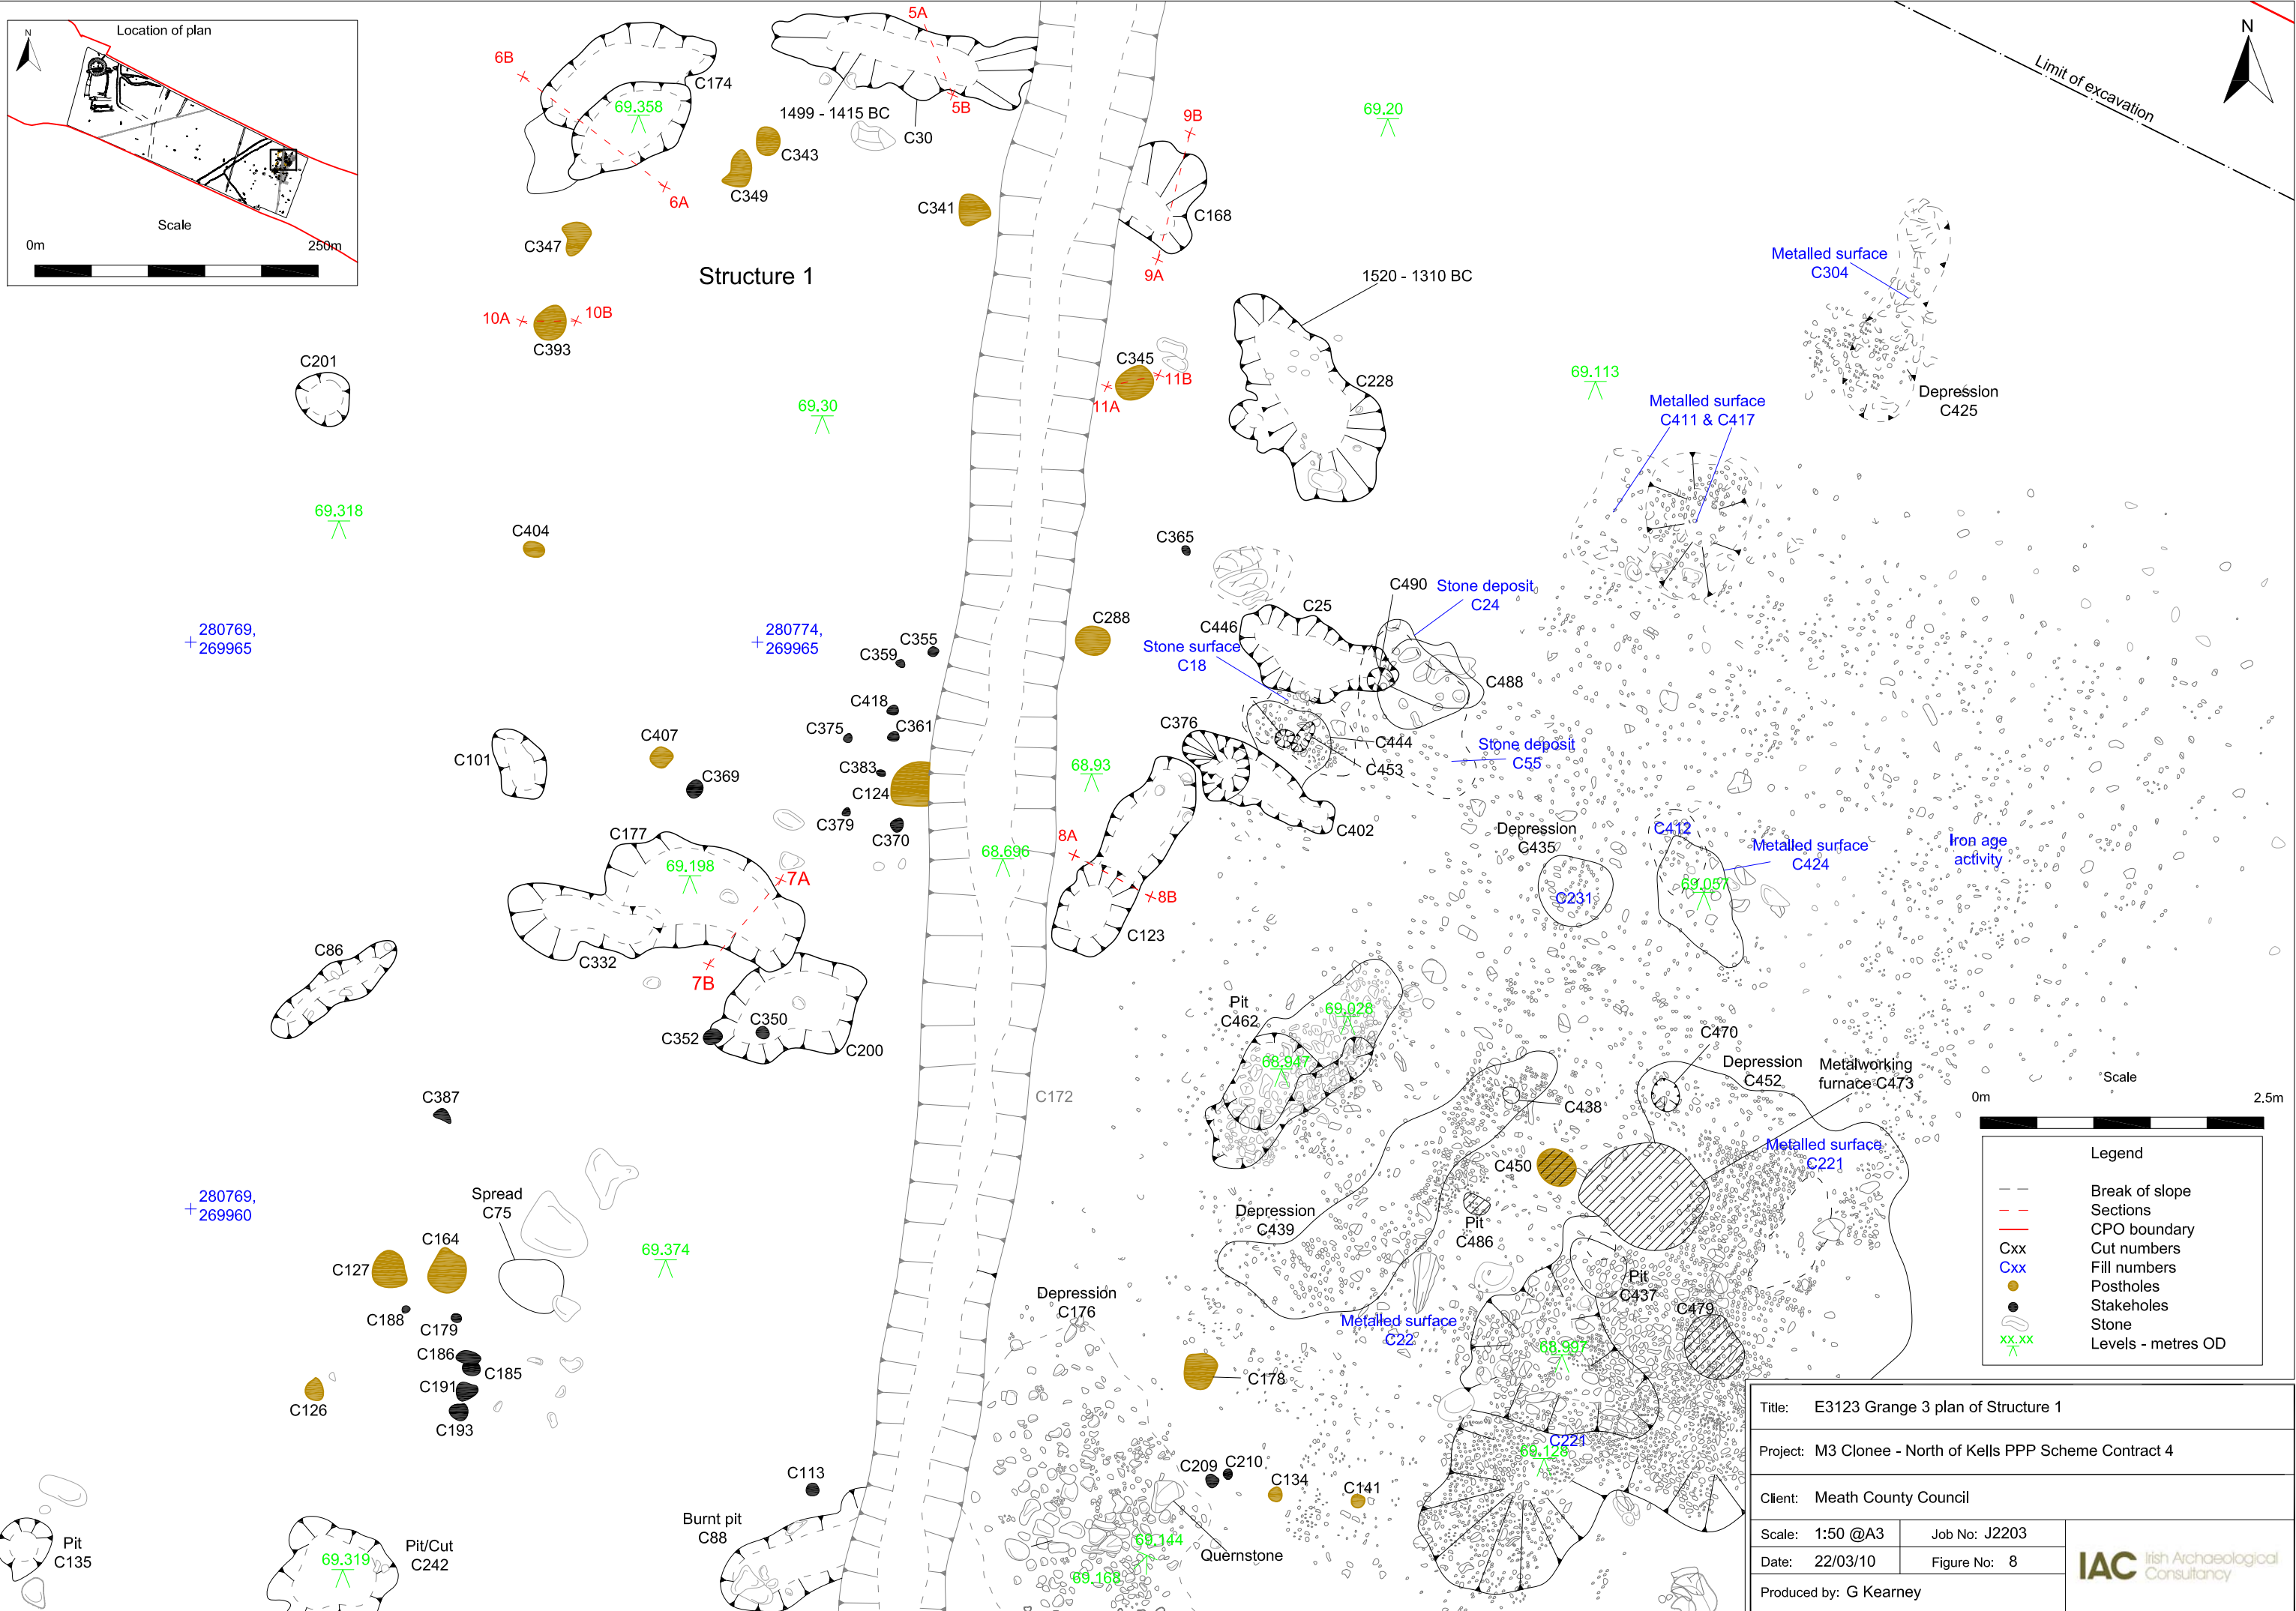 Location of plan
N
Scale
0m
250m
5A
6B
C174
69.358
1499 - 1415 BC
5B
C30
C343
C349
6A
C347
C341
9B
C168
9A
69.20
N
Limit of excavation
Structure 1
10A
10B
C393
C201
1520 - 1310 BC
Metalled surface
C304
C345
11B
11A
C228
69.30
69.113
Depression
C425
Metalled surface
C411 & C417
69.318
C404
C365
280769,
269965
280774,
269965
C355
C359
C288
C446
C25
C490
Stone deposit
C24
Stone surface
C18
C488
C418
C375
C361
C376
C444
C453
Stone deposit
C55
C101
C407
C369
C383
C124
C379
C370
68.93
C402
C177
69.198
7A
68.696
8A
8B
C123
C332
7B
C86
C352
C350
C200
Depression
C435
C231
C412
Metalled surface
C424
69.057
Iron age
activity
Pit
C462
69.028
68.947
C172
C387
C470
Depression
C452
Metalworking
furnace C473
C438
Scale
0m
2.5m
C450
Metalled surface
C221
280769,
269960
Spread
C75
C127
C164
69.374
Depression
C439
Pit
C486
Pit
C437
C479
C188
C179
C186
C185
C191
C193
C126
Depression
C176
Metalled surface
C22
68.997
C178
C221
69.128
C113
C209
C210
C134
C141
Burnt pit
C88
Quernstone
69.144
69.168
Pit
C135
69.319
Pit/Cut
C242
Legend
Break of slope
Sections
CPO boundary
Cxx
Cut numbers
Cxx
Fill numbers
Postholes
Stakeholes
Stone
xx.xx
Levels - metres OD
Title: E3123 Grange 3 plan of Structure 1
Project: M3 Clonee - North of Kells PPP Scheme Contract 4
Client: Meath County Council
Scale: 1:50 @A3
Job No: J2203
Date: 22/03/10
Figure No: 8
Produced by: G Kearney
IAC Irish Archaeological
Consultancy